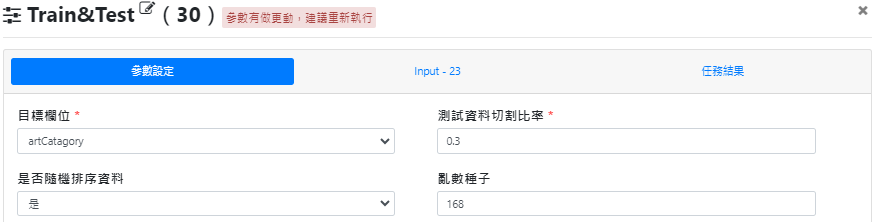 Train&Test（30）參數有做更動，建議重新執行
參數設定 Input - 23 任務結果
目標欄位 * 測試資料切割比率 *
artCatagory 0.3
是否隨機排序資料 亂數種子
是 168